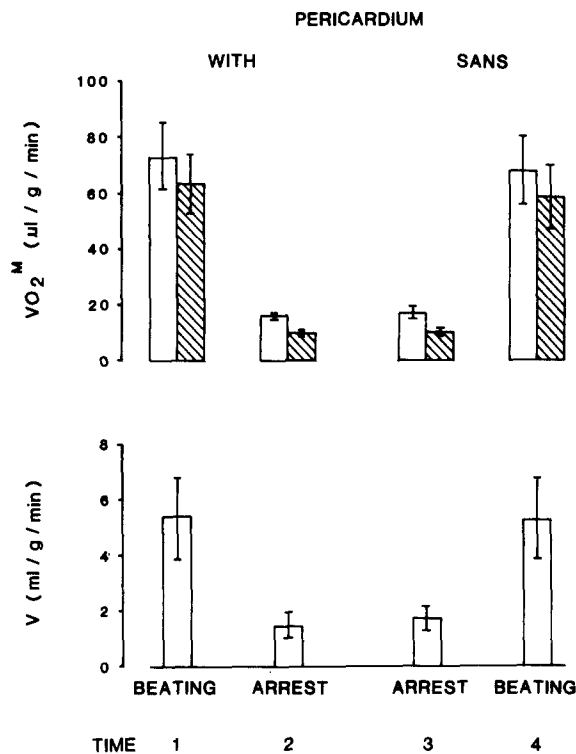 PERICARDIUM
WITH SANS
100
80
60
40
20
0
VO2M (μl / g / min)
8
6
4
2
0
V (ml / g / min)
BEATING ARREST ARREST BEATING
TIME 1 2 3 4